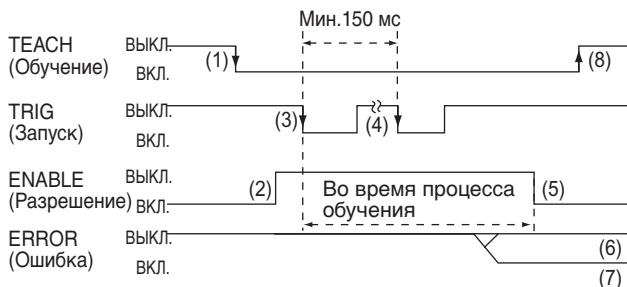 Мин.150 мс
TEACH
(Обучение)
ВЫКЛ.
ВКЛ.
(1)
(8)
TRIG
(Запуск)
ВЫКЛ.
ВКЛ.
(3)
(4)
ENABLE
(Разрешение)
ВЫКЛ.
ВКЛ.
(2)
Во время процесса
обучения
(5)
ERROR
(Ошибка)
ВЫКЛ.
ВКЛ.
(6)
(7)